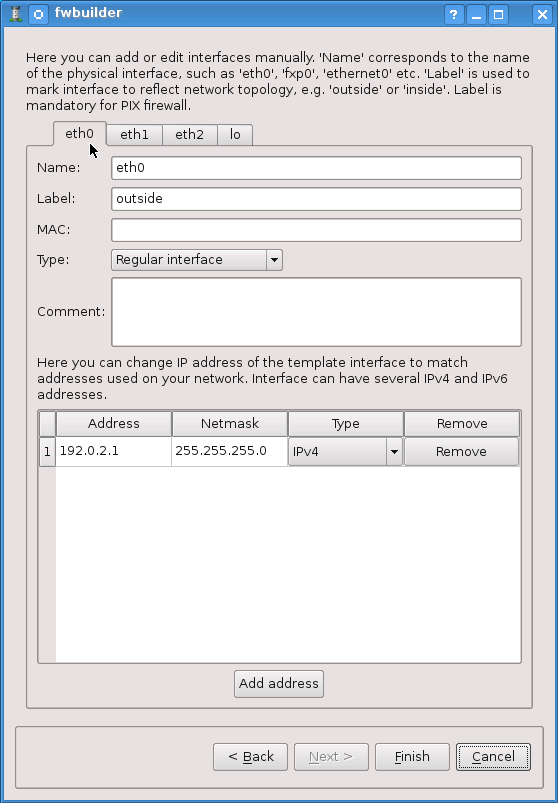 fwbuilder
Here you can add or edit interfaces manually. 'Name' corresponds to the name
of the physical interface, such as 'eth0', 'fxp0', 'ethernet0' etc. 'Label' is used to
mark interface to reflect network topology, e.g. 'outside' or 'inside'. Label is
mandatory for PIX firewall.
eth0 eth1 eth2 lo
Name: eth0
Label: outside
MAC:
Type: Regular interface
Comment:
Here you can change IP address of the template interface to match
addresses used on your network. Interface can have several IPv4 and IPv6
addresses.
Address Netmask Type Remove
1 192.0.2.1 255.255.255.0 IPv4 Remove
Add address
< Back Next > Finish Cancel